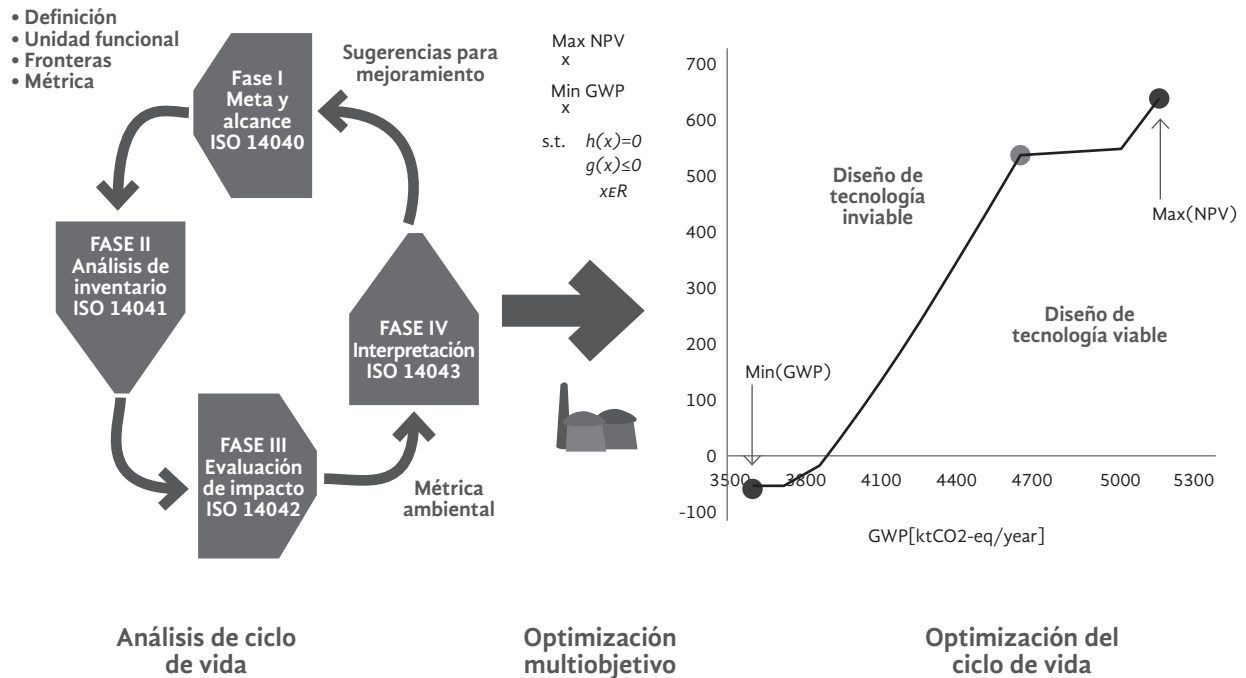 • Definición
• Unidad funcional
• Fronteras
• Métrica
Fase I
Meta y
alcance
ISO 14040
Sugerencias para
mejoramiento
FASE II
Análisis de
inventario
ISO 14041
FASE III
Evaluación
de impacto
ISO 14042
FASE IV
Interpretación
ISO 14043
Métrica
ambiental
Análisis de ciclo
de vida
Max NPV
x
Min GWP
x
s.t. h(x)=0
g(x)≤0
xεR
Optimización
multiobjetivo
700
600
500
400
300
200
100
0
-100
3500 3800 4100 4400 4700 5000 5300
GWP[ktCO2-eq/year]
Diseño de
tecnología
inviable
Max(NPV)
Diseño de
tecnología viable
Min(GWP)
Optimización del
ciclo de vida